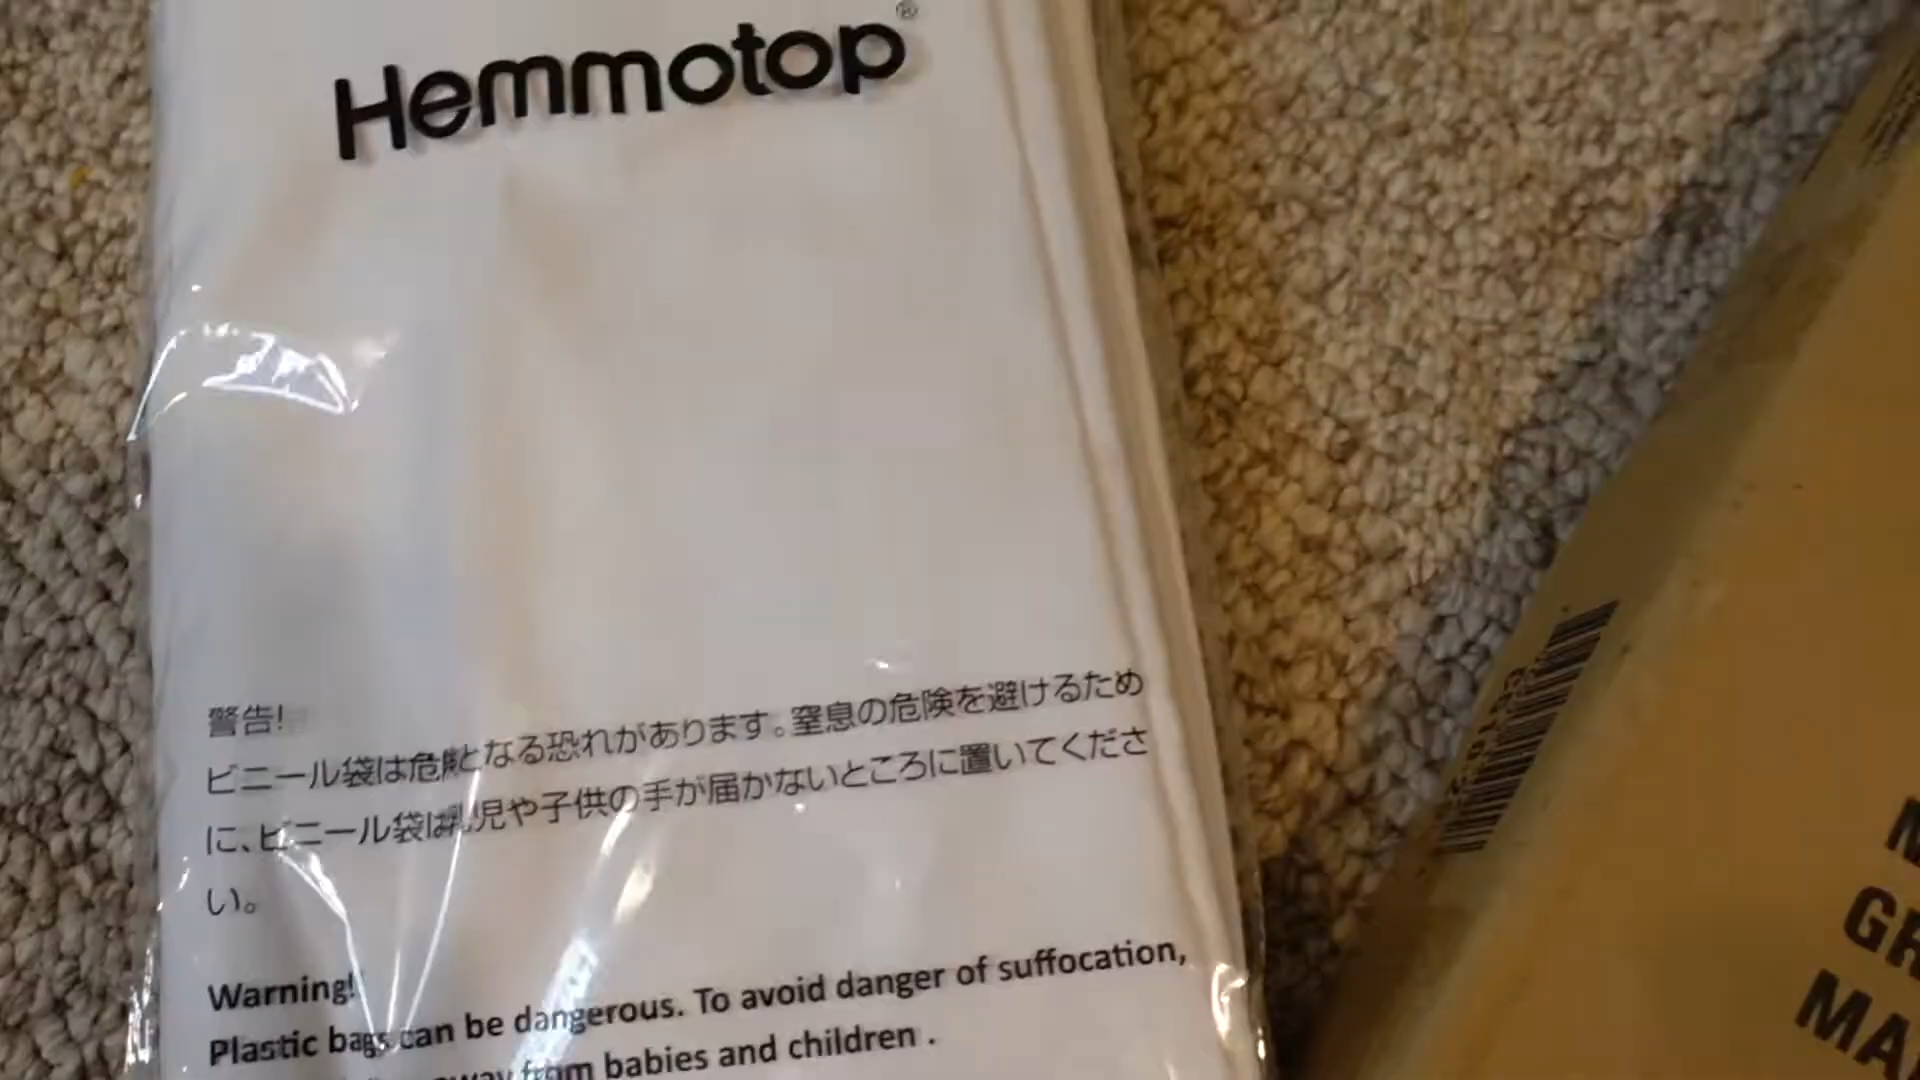 Hemmotop®
警告!
ビニール袋は危険となる恐れがあります。窒息の危険を避けるため
に、ビニール袋は乳児や子供の手が届かないところに置いてくださ
い。
Warning!
Plastic bags can be dangerous. To avoid danger of suffocation,
away from babies and children .
GR
MA